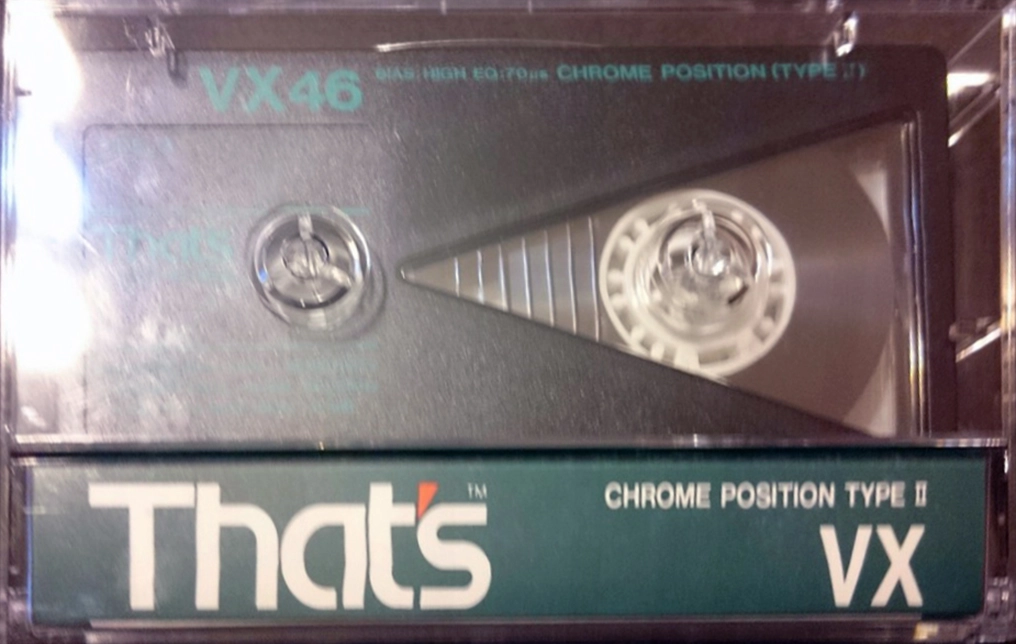 VX46 BIAS:HIGH EQ:70µs CHROME POSITION (TYPE II)
That's
That's™ CHROME POSITION TYPE II
VX